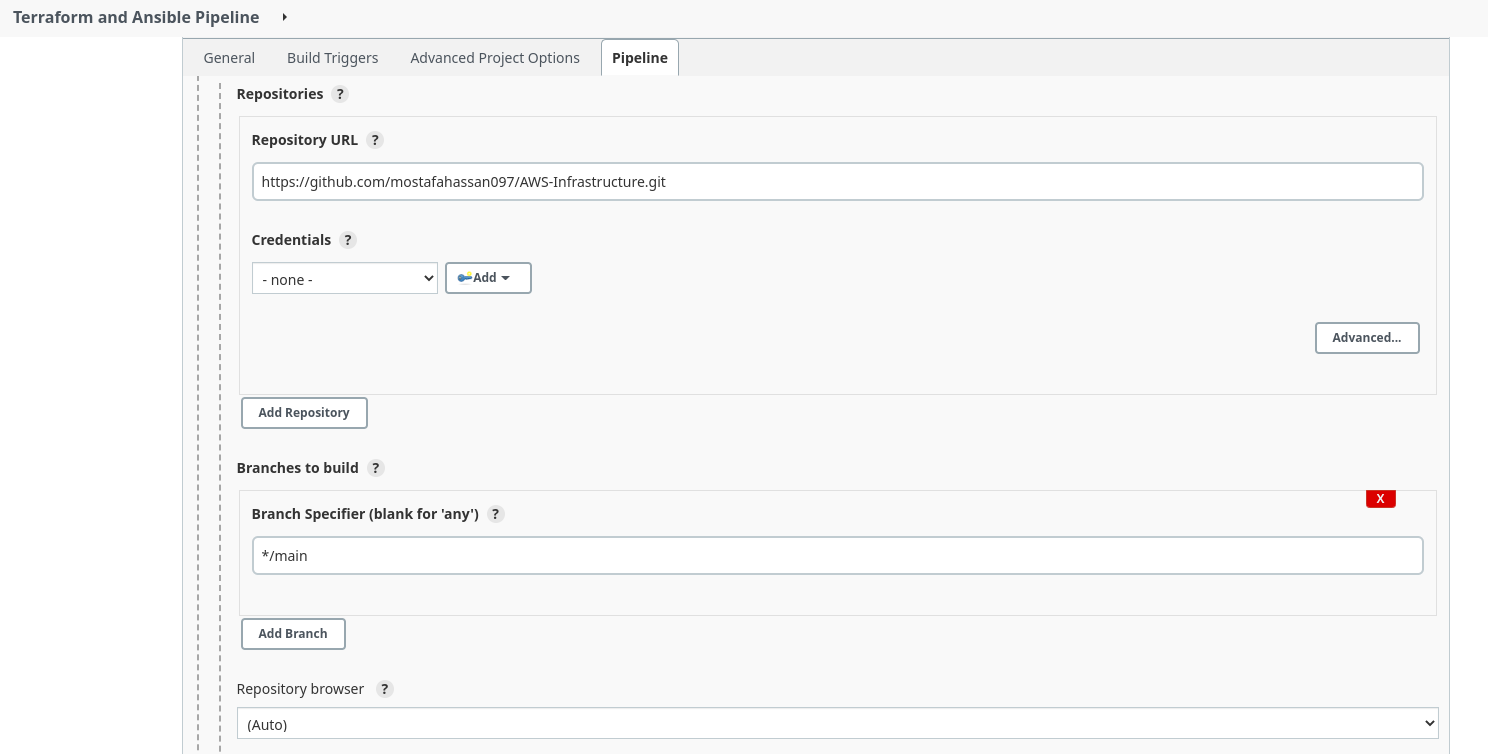 Terraform and Ansible Pipeline
General Build Triggers Advanced Project Options Pipeline
Repositories ?
Repository URL ?
https://github.com/mostafahassan097/AWS-Infrastructure.git
Credentials ?
- none - Add
Advanced...
Add Repository
Branches to build ?
X
Branch Specifier (blank for 'any') ?
*/main
Add Branch
Repository browser ?
(Auto)